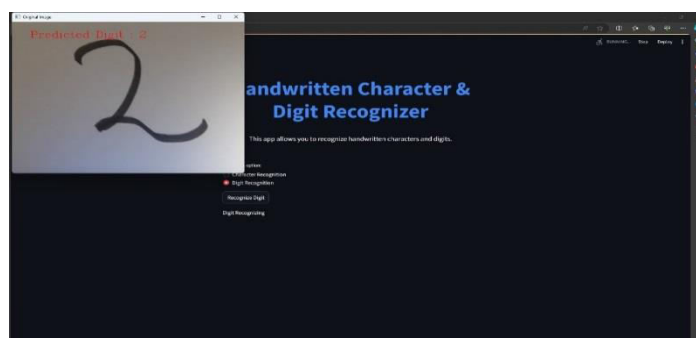 Original Image
Predicted Digit : 2
2
Stop Deploy
andwritten Character &
Digit Recognizer
This app allows you to recognize handwritten characters and digits.
Character Recognition
Digit Recognition
Recognize Digit
Digit Recognizing